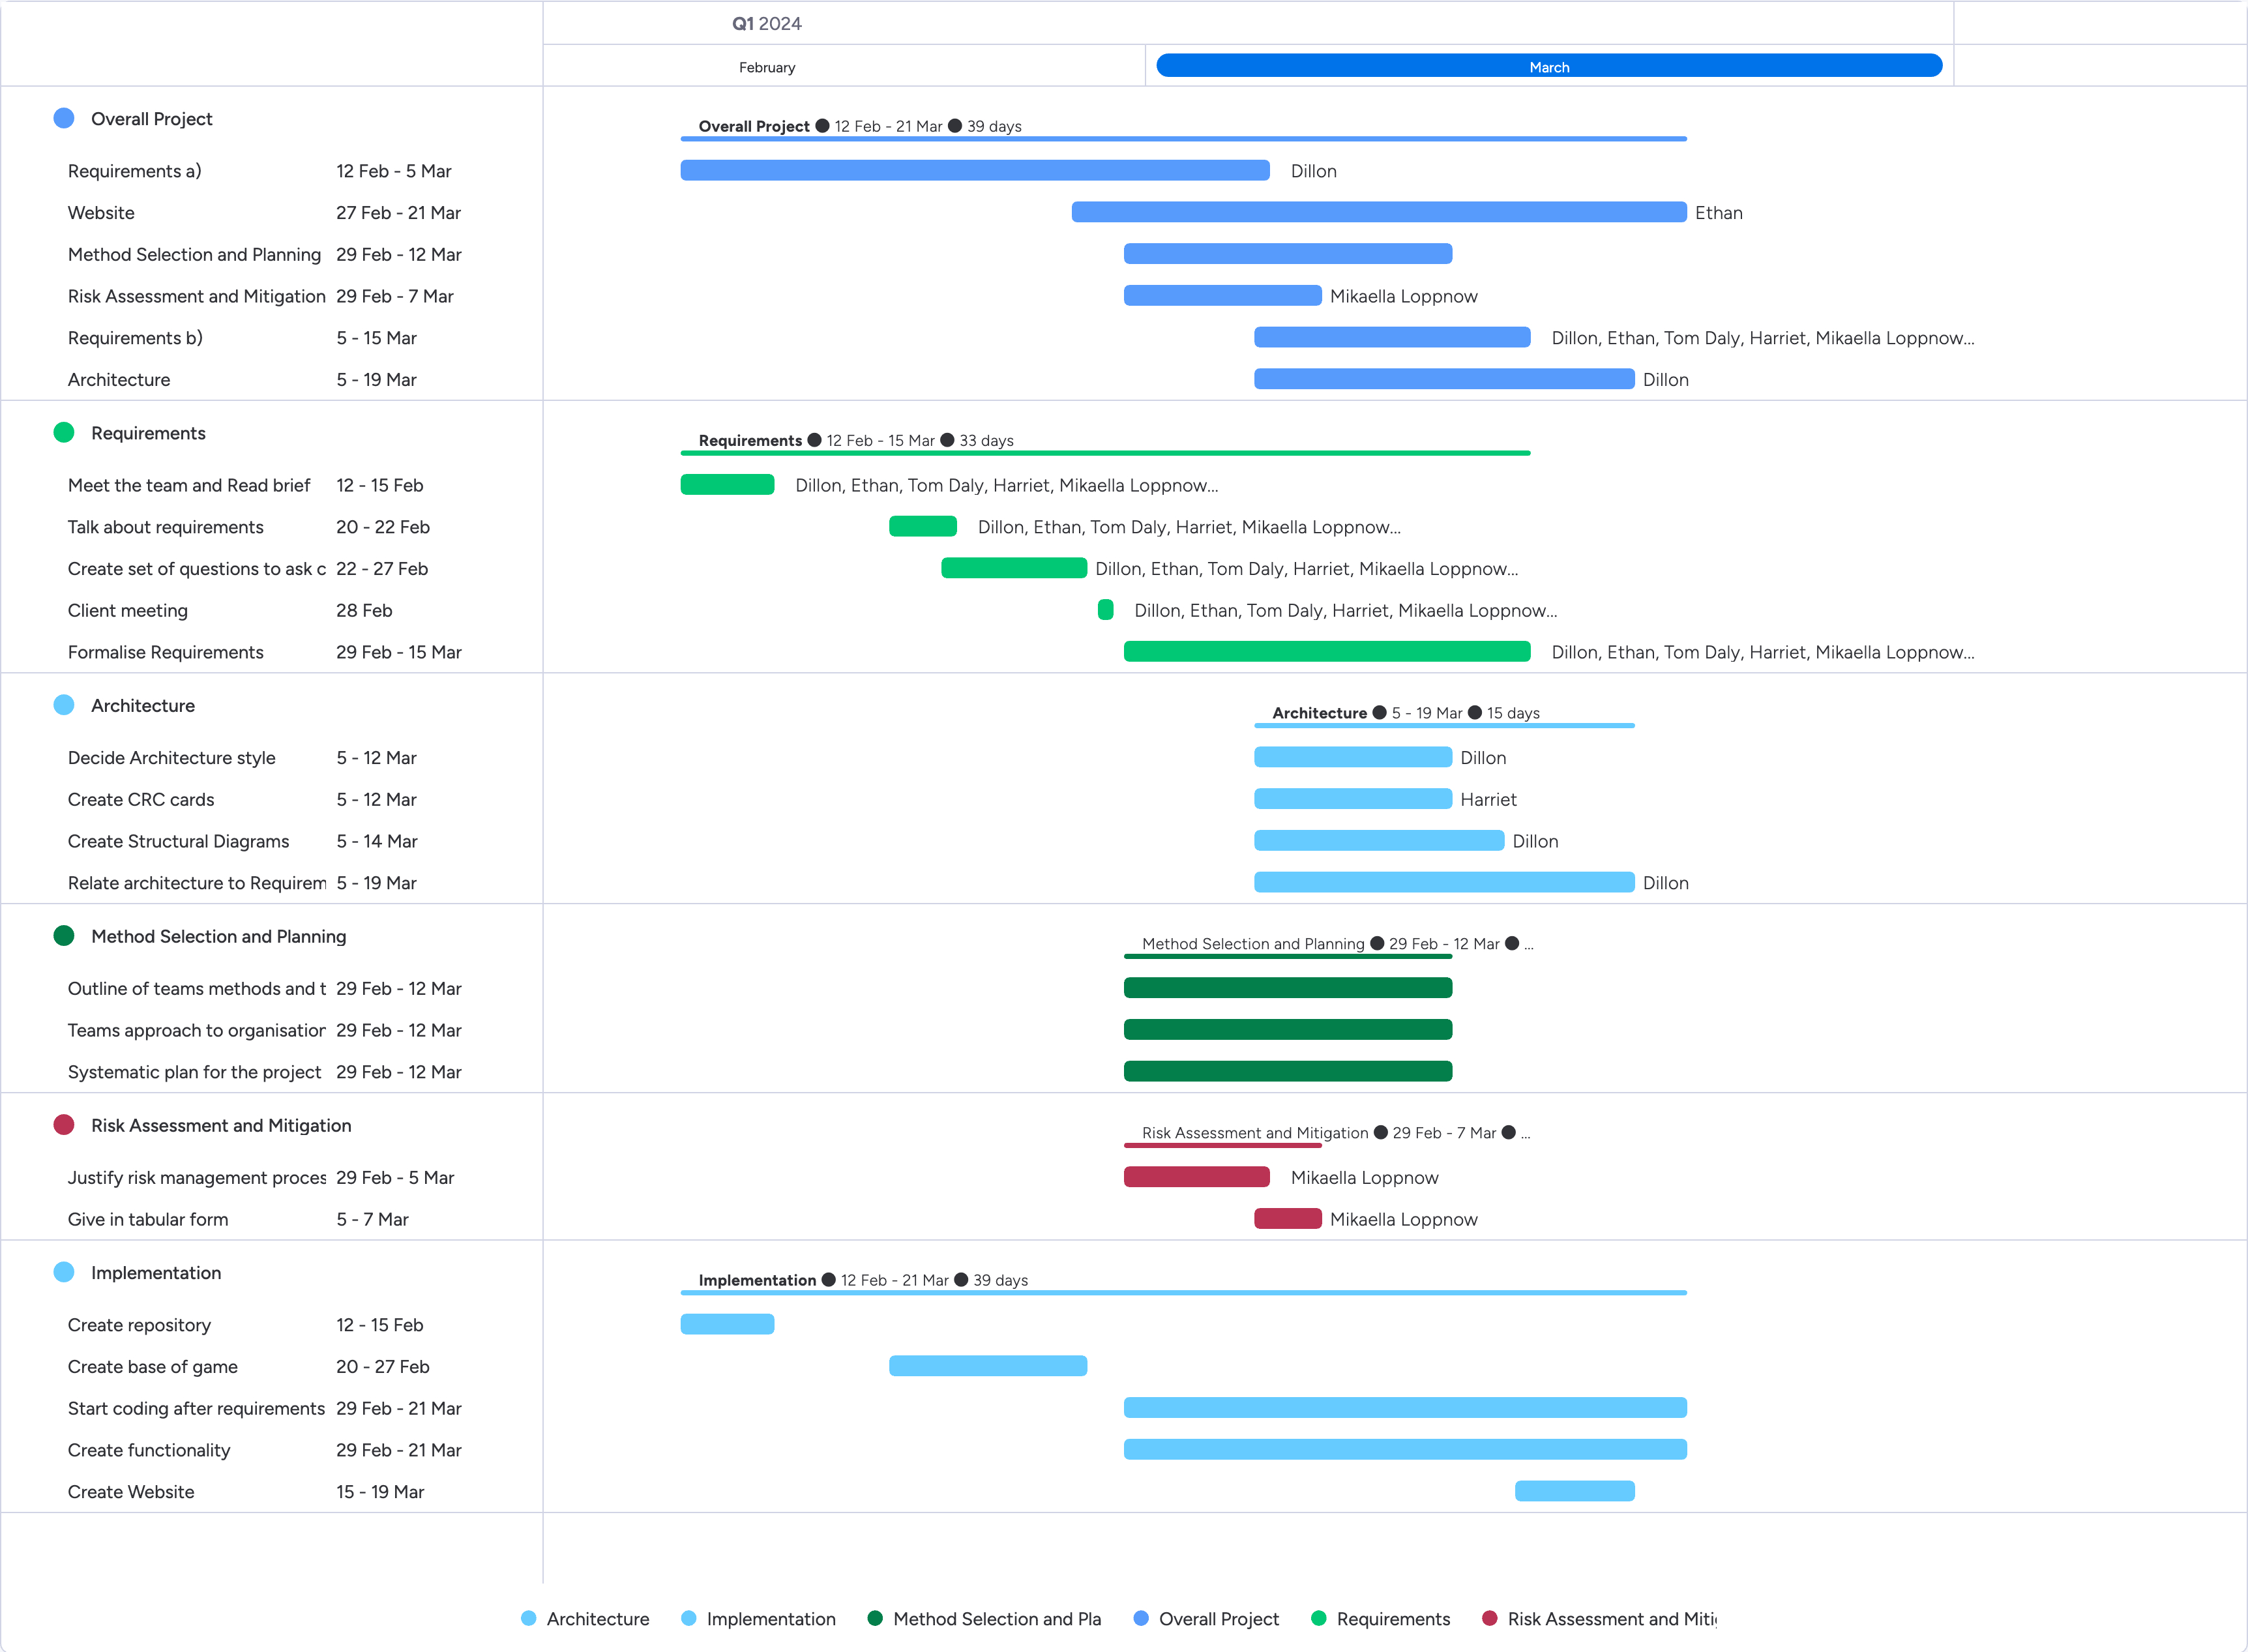 Q1 2024
February
March
Overall Project
Overall Project ● 12 Feb - 21 Mar ● 39 days
Requirements a) 12 Feb - 5 Mar Dillon
Website 27 Feb - 21 Mar Ethan
Method Selection and Planning 29 Feb - 12 Mar
Risk Assessment and Mitigation 29 Feb - 7 Mar Mikaella Loppnow
Requirements b) 5 - 15 Mar Dillon, Ethan, Tom Daly, Harriet, Mikaella Loppnow...
Architecture 5 - 19 Mar Dillon
Requirements
Requirements ● 12 Feb - 15 Mar ● 33 days
Meet the team and Read brief 12 - 15 Feb Dillon, Ethan, Tom Daly, Harriet, Mikaella Loppnow...
Talk about requirements 20 - 22 Feb Dillon, Ethan, Tom Daly, Harriet, Mikaella Loppnow...
Create set of questions to ask c 22 - 27 Feb Dillon, Ethan, Tom Daly, Harriet, Mikaella Loppnow...
Client meeting 28 Feb Dillon, Ethan, Tom Daly, Harriet, Mikaella Loppnow...
Formalise Requirements 29 Feb - 15 Mar Dillon, Ethan, Tom Daly, Harriet, Mikaella Loppnow...
Architecture
Architecture ● 5 - 19 Mar ● 15 days
Decide Architecture style 5 - 12 Mar Dillon
Create CRC cards 5 - 12 Mar Harriet
Create Structural Diagrams 5 - 14 Mar Dillon
Relate architecture to Requirem 5 - 19 Mar Dillon
Method Selection and Planning
Method Selection and Planning ● 29 Feb - 12 Mar ● ...
Outline of teams methods and t 29 Feb - 12 Mar
Teams approach to organisation 29 Feb - 12 Mar
Systematic plan for the project 29 Feb - 12 Mar
Risk Assessment and Mitigation
Risk Assessment and Mitigation ● 29 Feb - 7 Mar ● ...
Justify risk management proces 29 Feb - 5 Mar Mikaella Loppnow
Give in tabular form 5 - 7 Mar Mikaella Loppnow
Implementation
Implementation ● 12 Feb - 21 Mar ● 39 days
Create repository 12 - 15 Feb
Create base of game 20 - 27 Feb
Start coding after requirements 29 Feb - 21 Mar
Create functionality 29 Feb - 21 Mar
Create Website 15 - 19 Mar
Architecture Implementation Method Selection and Pla Overall Project Requirements Risk Assessment and Miti